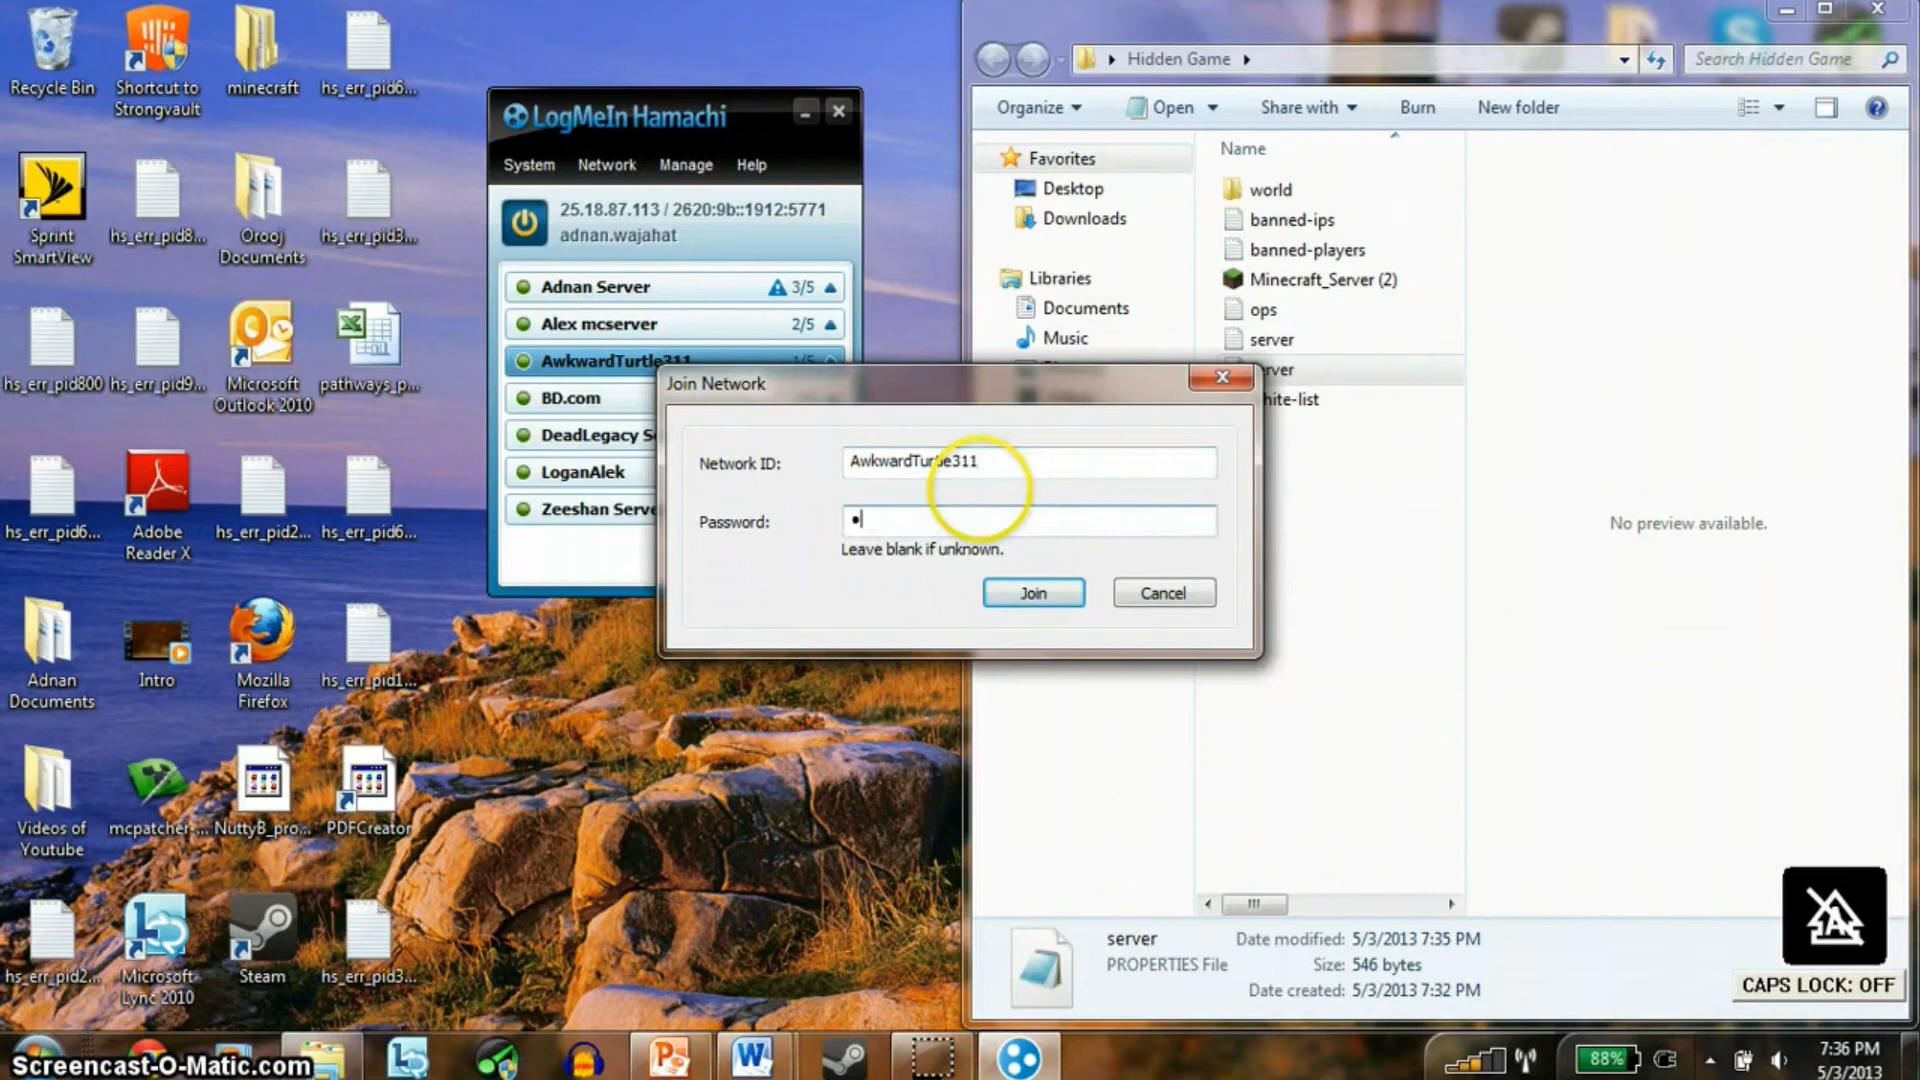 Recycle Bin
Shortcut to
Strongvault
minecraft
hs_err_pid6...
Sprint
SmartView
hs_err_pid8...
Orooj
Documents
hs_err_pid3...
hs_err_pid800
hs_err_pid9...
Microsoft
Outlook 2010
pathways_p...
hs_err_pid6...
Adobe
Reader X
hs_err_pid2...
hs_err_pid6...
Adnan
Documents
Intro
Mozilla
Firefox
hs_err_pid1...
Videos of
Youtube
mcpatcher-...
NuttyB_pro...
PDFCreator
hs_err_pid2...
Microsoft
Lync 2010
Steam
hs_err_pid3...
LogMeIn Hamachi
System Network Manage Help
25.18.87.113 / 2620:9b::1912:5771
adnan.wajahat
Adnan Server 3/5
Alex mcserver 2/5
AwkwardTurtle311 1/5
BD.com
DeadLegacy
LoganAlek
Zeeshan
Join Network
Network ID: AwkwardTurtle311
Password:
Leave blank if unknown.
Join Cancel
Hidden Game
Search Hidden Game
Organize Open Share with Burn New folder
Favorites
Desktop
Downloads
Libraries
Documents
Music
Name
world
banned-ips
banned-players
Minecraft_Server (2)
ops
server
No preview available.
server
PROPERTIES File
Date modified: 5/3/2013 7:35 PM
Size: 546 bytes
Date created: 5/3/2013 7:32 PM
A
CAPS LOCK: OFF
Screencast-O-Matic.com
88%
7:36 PM
5/3/2013